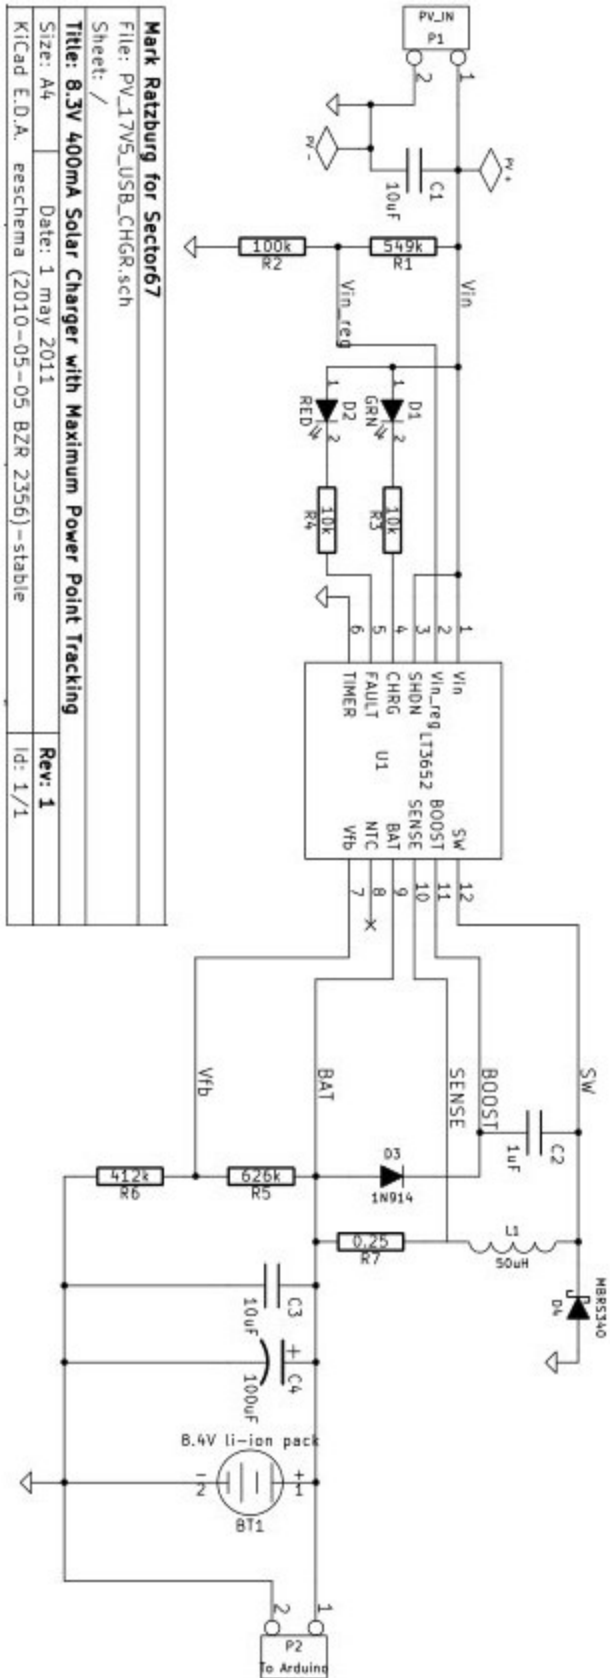 PV_IN
P1
1
2
PV +
PV -
C1
10uF
549k
R1
100k
R2
Vin
Vin_reg
1
D1
GRN
2
1
D2
RED
2
10k
R3
10k
R4
1
2
3
4
5
6
Vin
Vin_reg
SHDN
CHRG
FAULT
TIMER
LT3652
U1
SW
BOOST
SENSE
BAT
NTC
Vfb
12
11
10
9
8
7
SW
BOOST
SENSE
BAT
Vfb
C2
1uF
D3
1N914
626k
R5
412k
R6
L1
50uH
0.25
R7
MBRS340
D4
C3
10uF
+
C4
100uF
8.4V li-ion pack
+
1
-
2
BT1
1
2
P2
To Arduino
Mark Ratzburg for Sector67
File: PV_17V5_USB_CHGR.sch
Sheet: /
Title: 8.3V 400mA Solar Charger with Maximum Power Point Tracking
Size: A4 Date: 1 may 2011 Rev: 1
KiCad E.D.A. eeschema (2010-05-05 BZR 2356)-stable Id: 1/1